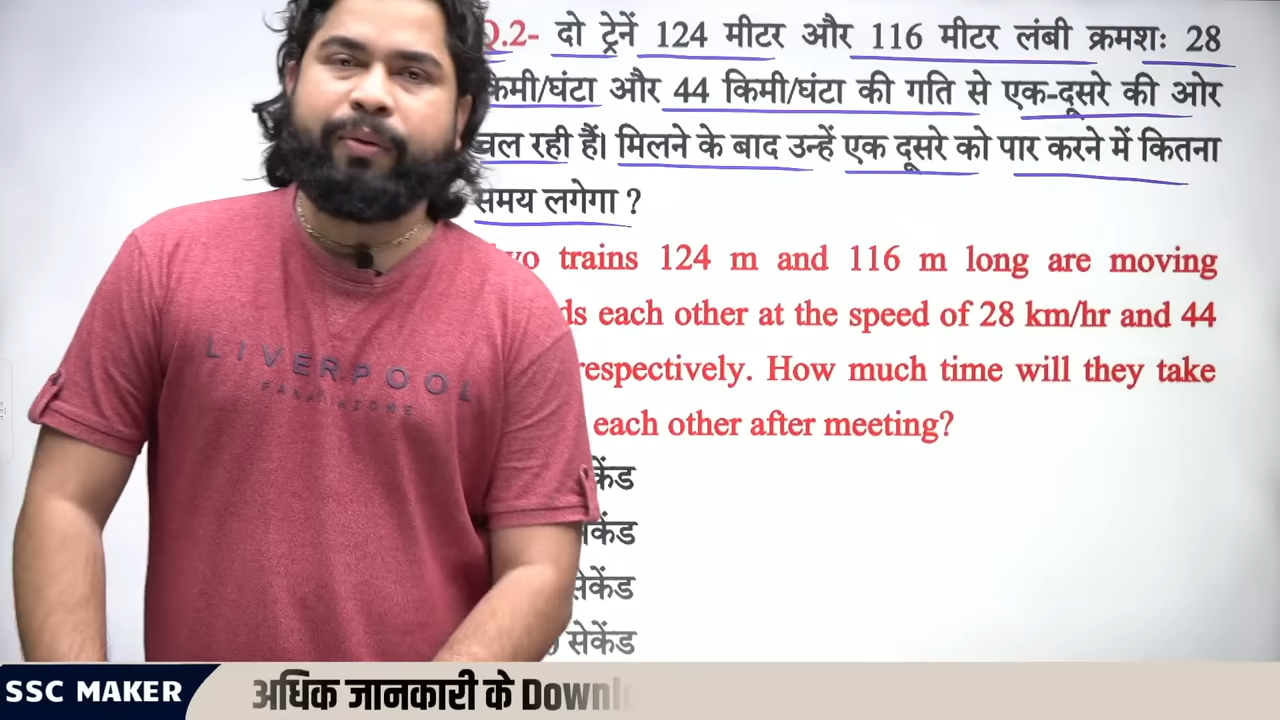 Q.2- दो ट्रेनें 124 मीटर और 116 मीटर लंबी क्रमशः 28
किमी/घंटा और 44 किमी/घंटा की गति से एक-दूसरे की ओर
चल रही हैं। मिलने के बाद उन्हें एक दूसरे को पार करने में कितना
समय लगेगा ?
trains 124 m and 116 m long are moving
each other at the speed of 28 km/hr and 44
respectively. How much time will they take
each other after meeting?
सेकेंड
सेकेंड
LIVERPOOL
SSC MAKER
अधिक जानकारी के